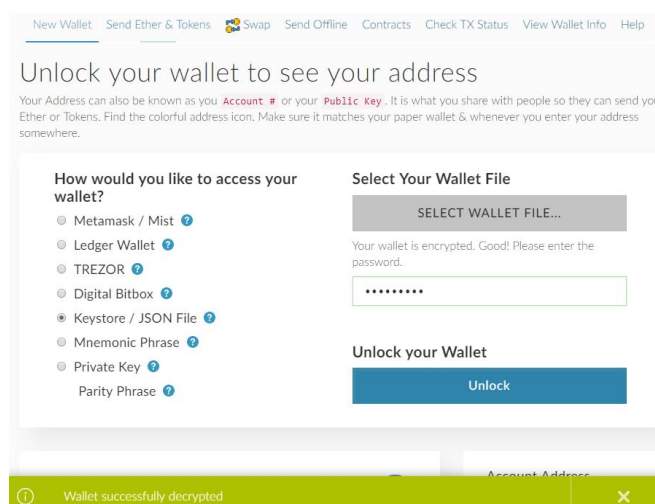 New Wallet Send Ether & Tokens Swap Send Offline Contracts Check TX Status View Wallet Info Help
Unlock your wallet to see your address
Your Address can also be known as you Account # or your Public Key. It is what you share with people so they can send you
Ether or Tokens. Find the colorful address icon. Make sure it matches your paper wallet & whenever you enter your address
somewhere.
How would you like to access your
wallet?
Metamask / Mist ?
Ledger Wallet ?
TREZOR ?
Digital Bitbox ?
Keystore / JSON File ?
Mnemonic Phrase ?
Private Key ?
Parity Phrase ?
Select Your Wallet File
SELECT WALLET FILE...
Your wallet is encrypted. Good! Please enter the
password.
•••••••••
Unlock your Wallet
Unlock
Account Address
Wallet successfully decrypted